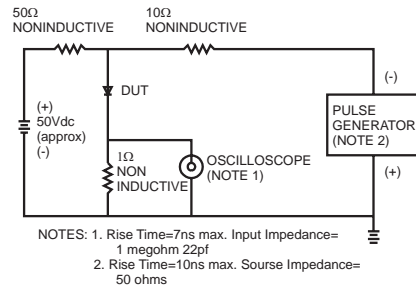 50Ω
NONINDUCTIVE
10Ω
NONINDUCTIVE
DUT
(+)
50Vdc
(approx)
(-)
1Ω
NON
INDUCTIVE
OSCILLOSCOPE
(NOTE 1)
(-)
PULSE
GENERATOR
(NOTE 2)
(+)
NOTES: 1. Rise Time=7ns max. Input Impedance=
1 megohm 22pf
2. Rise Time=10ns max. Sourse Impedance=
50 ohms